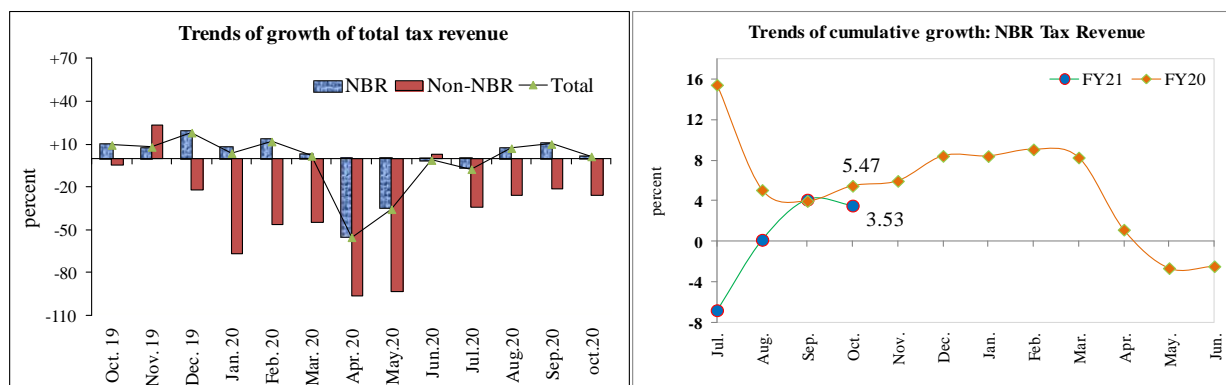 Trends of growth of total tax revenue
+70
+40
+10
-20
-50
-80
-110
percent
NBR Non-NBR Total
Oct. 19
Nov.19
Dec. 19
Jan. 20
Feb. 20
Mar. 20
Apr. 20
May.20
Jun.20
Jul.20
Aug.20
Sep.20
oct.20
Trends of cumulative growth: NBR Tax Revenue
16
12
8
4
0
-4
-8
percent
FY21 FY20
5.47
3.53
Jul.
Aug.
Sep.
Oct.
Nov.
Dec.
Jan.
Feb.
Mar.
Apr.
May.
Jun.